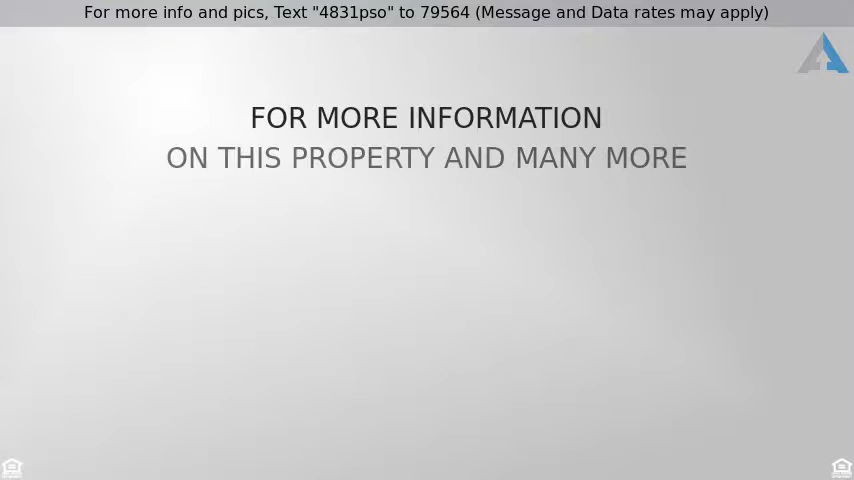 For more info and pics, Text "4831pso" to 79564 (Message and Data rates may apply)
FOR MORE INFORMATION
ON THIS PROPERTY AND MANY MORE